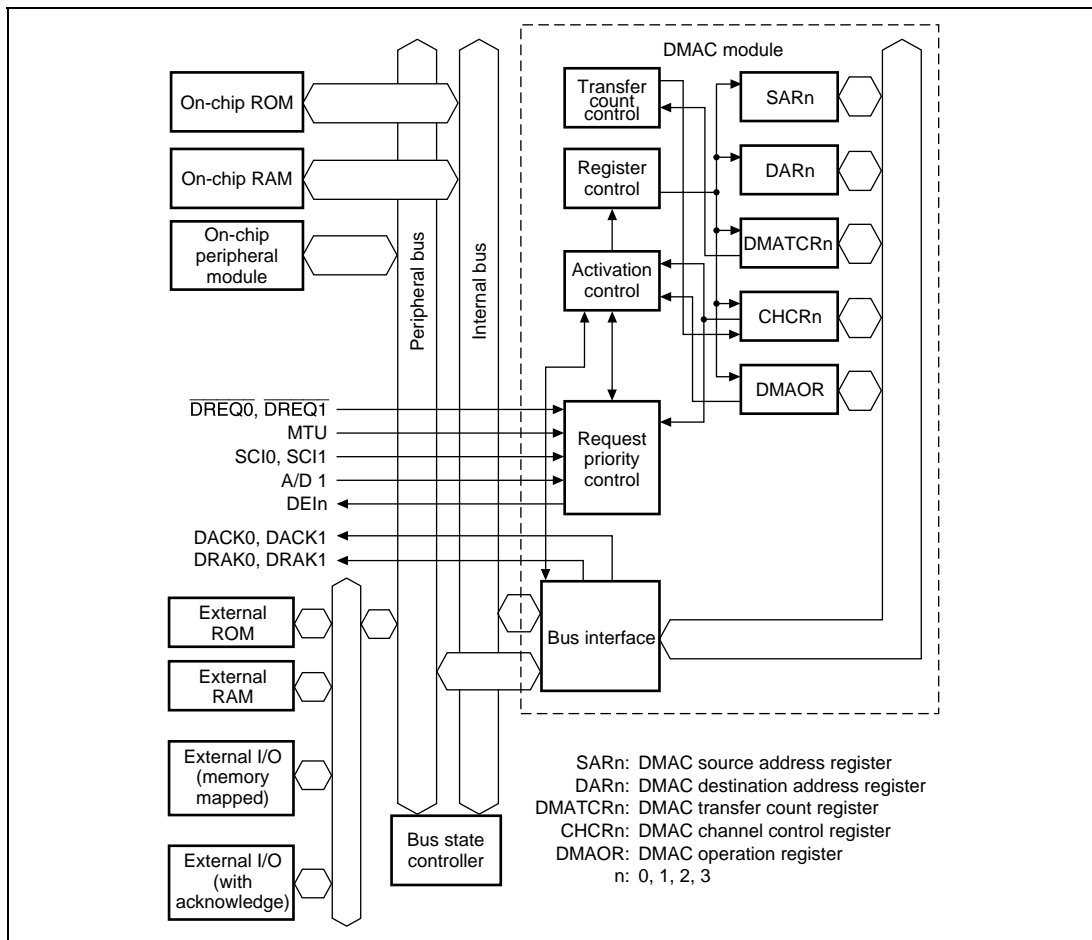 DMAC module
On-chip ROM
On-chip RAM
On-chip
peripheral
module
Peripheral bus
Internal bus
Transfer
count
control
Register
control
Activation
control
Request
priority
control
SARn
DARn
DMATCRn
CHCRn
DMAOR
DREQ0, DREQ1
MTU
SCI0, SCI1
A/D 1
DEIn
DACK0, DACK1
DRAK0, DRAK1
External
ROM
External
RAM
External I/O
(memory
mapped)
External I/O
(with
acknowledge)
Bus interface
Bus state
controller
SARn: DMAC source address register
DARn: DMAC destination address register
DMATCRn: DMAC transfer count register
CHCRn: DMAC channel control register
DMAOR: DMAC operation register
n: 0, 1, 2, 3